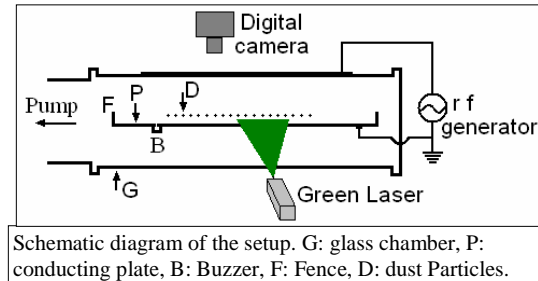 Digital
camera
P
D
F
Pump
B
r f
generator
G
Green Laser
Schematic diagram of the setup. G: glass chamber, P:
conducting plate, B: Buzzer, F: Fence, D: dust Particles.